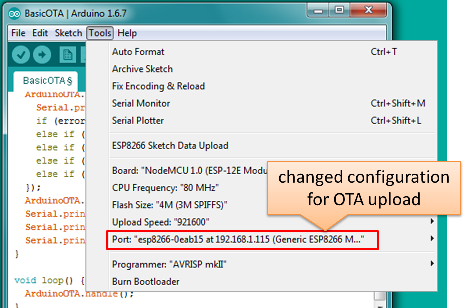 BasicOTA | Arduino 1.6.7
File Edit Sketch Tools Help
Auto Format Ctrl+T
Archive Sketch
Fix Encoding & Reload
Serial Monitor Ctrl+Shift+M
Serial Plotter Ctrl+Shift+L
ESP8266 Sketch Data Upload
Board: "NodeMCU 1.0 (ESP-12E Modu
CPU Frequency: "80 MHz"
Flash Size: "4M (3M SPIFFS)
Upload Speed: "921600"
Port: "esp8266-0eab15 at 192.168.1.115 (Generic ESP8266 M..."
Programmer: "AVRISP mkII"
Burn Bootloader
changed configuration
for OTA upload
BasicOTA§
ArduinoOTA.
Serial.pr
if (erro
else if (
else if (
else if (
else if (
});
ArduinoOTA.
Serial.prin
Serial.prin
Serial.prin
}
void loop() {
ArduinoOTA.handle();
}